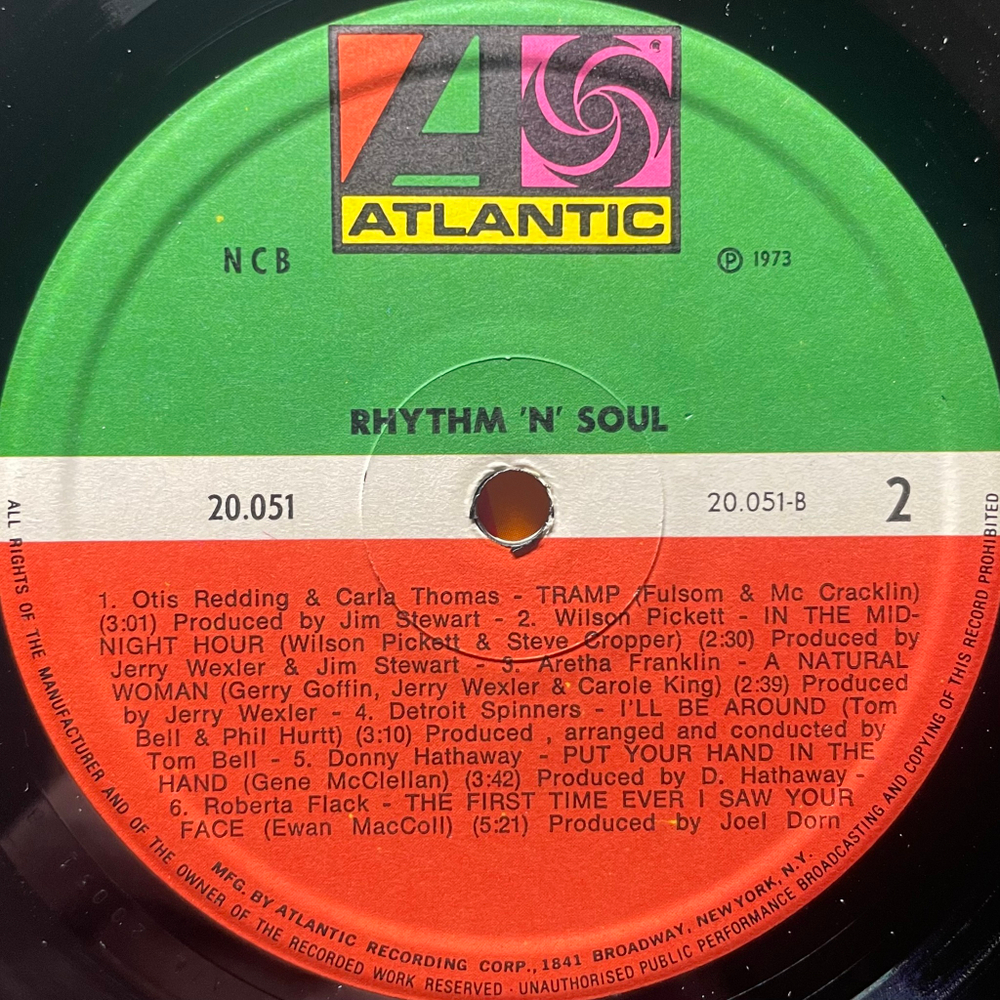 ATLANTIC
®
NCB
Ⓟ 1973
RHYTHM 'N' SOUL
20.051
20.051-B
2
1. Otis Redding & Carla Thomas - TRAMP (Fulsom & Mc Cracklin)
(3:01) Produced by Jim Stewart - 2. Wilson Pickett - IN THE MID-
NIGHT HOUR (Wilson Pickett & Steve Cropper) (2:30) Produced by
Jerry Wexler & Jim Stewart - 3. Aretha Franklin - A NATURAL
WOMAN (Gerry Goffin, Jerry Wexler & Carole King) (2:39) Produced
by Jerry Wexler - 4. Detroit Spinners - I'LL BE AROUND (Tom
Bell & Phil Hurtt) (3:10) Produced , arranged and conducted by
Tom Bell - 5. Donny Hathaway - PUT YOUR HAND IN THE
HAND (Gene McClellan) (3:42) Produced by D. Hathaway -
6. Roberta Flack - THE FIRST TIME EVER I SAW YOUR
FACE (Ewan MacColl) (5:21) Produced by Joel Dorn
MFG. BY ATLANTIC RECORDING CORP., 1841 BROADWAY, NEW YORK, N.Y.
ALL RIGHTS OF THE MANUFACTURER AND OF THE OWNER OF THE RECORDED WORK RESERVED · UNAUTHORISED PUBLIC PERFORMANCE BROADCASTING AND COPYING OF THIS RECORD PROHIBITED